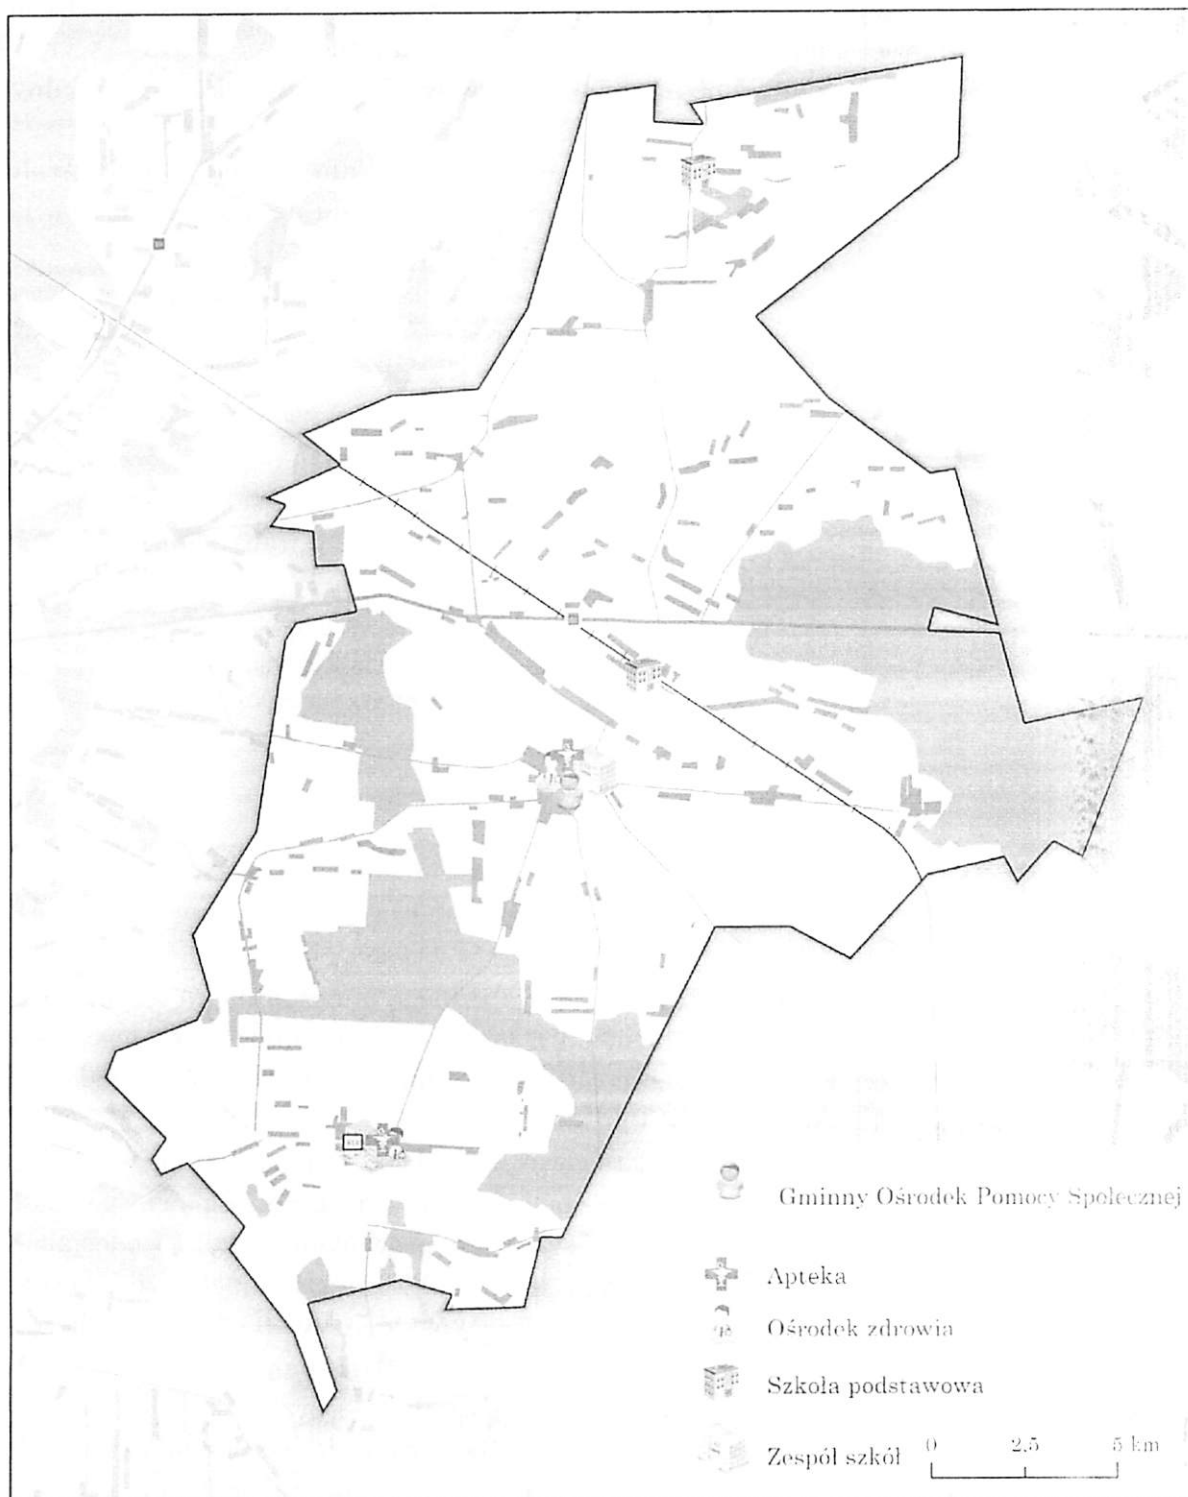 Gminny Ośrodek Pomocy Społecznej
Apteka
Ośrodek zdrowia
Szkoła podstawowa
Zespół szkół
0 2,5 5 km